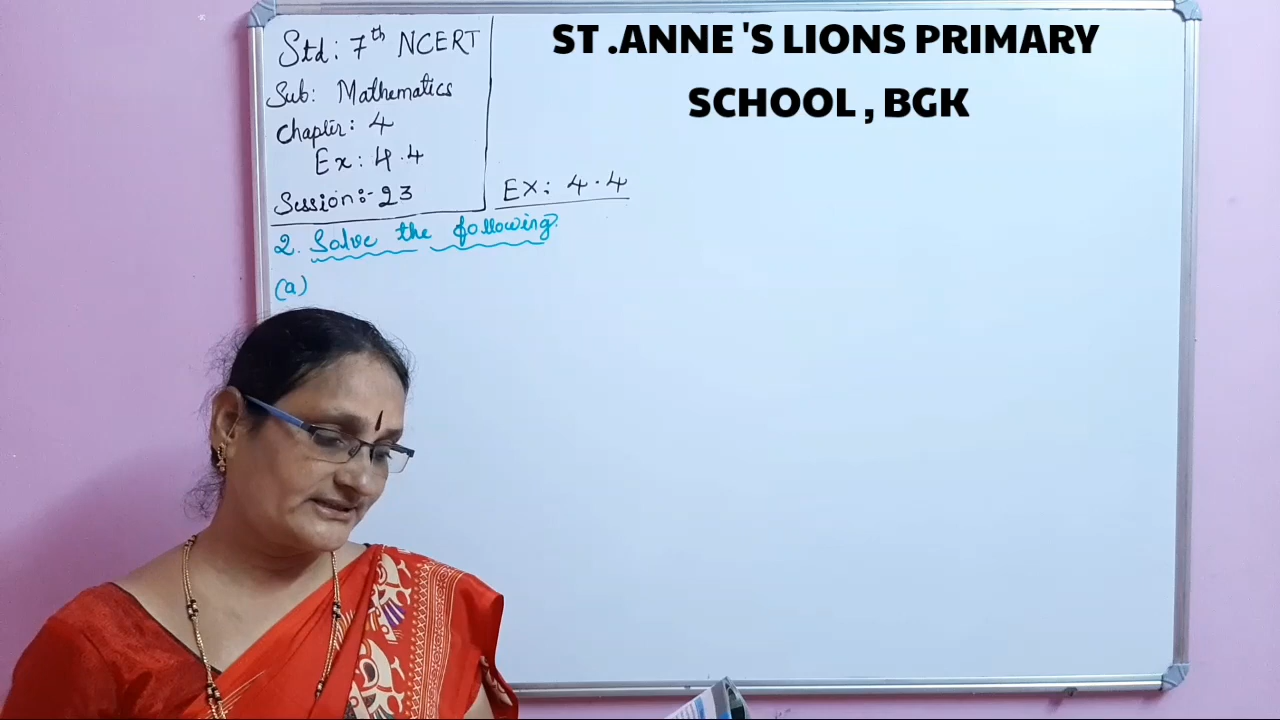 ST .ANNE 'S LIONS PRIMARY
SCHOOL , BGK
Std: 7th NCERT
Sub: Mathematics
Chapter: 4
Ex: 4.4
Session:- 23
EX: 4.4
2. Solve the following.
(a)